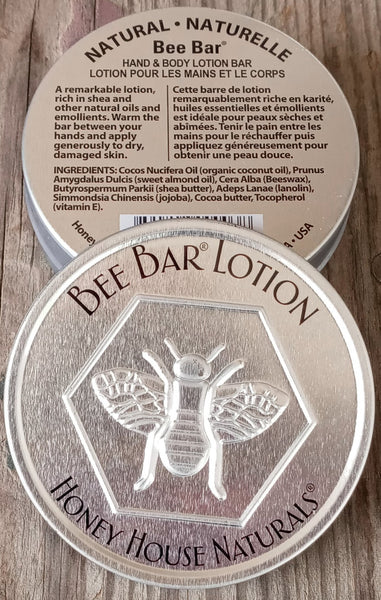 NATURAL • NATURELLE
Bee Bar®
HAND & BODY LOTION BAR
LOTION POUR LES MAINS ET LE CORPS
A remarkable lotion,
rich in shea and
other natural oils and
emollients. Warm the
bar between your
hands and apply
generously to dry,
damaged skin.
Cette barre de lotion
remarquablement riche en karité,
huiles essentielles et émollients
est idéale pour peaux sèches et
abimées. Tenir le pain entre les
mains pour le réchauffer puis
appliquez généreusement pour
obtenir une peau douce.
INGREDIENTS: Cocos Nucifera Oil (organic coconut oil), Prunus
Amygdalus Dulcis (sweet almond oil), Cera Alba (Beeswax),
Butyrospermum Parkii (shea butter), Adeps Lanae (lanolin),
Simmondsia Chinensis (jojoba), Cocoa butter, Tocopherol
(vitamin E).
Honey
• USA
BEE BAR® LOTION
HONEY HOUSE NATURALS®